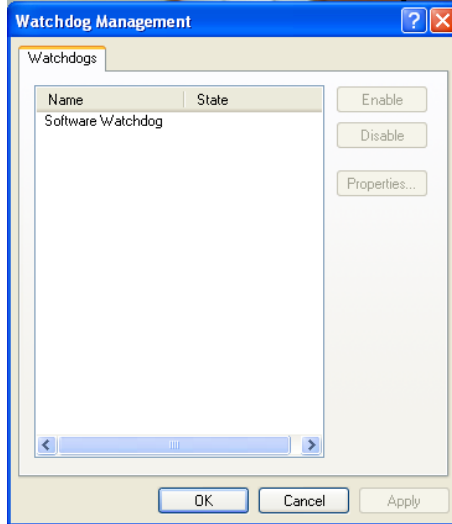 Watchdog Management
Watchdogs
Name State
Software Watchdog
Enable
Disable
Properties...
OK Cancel Apply